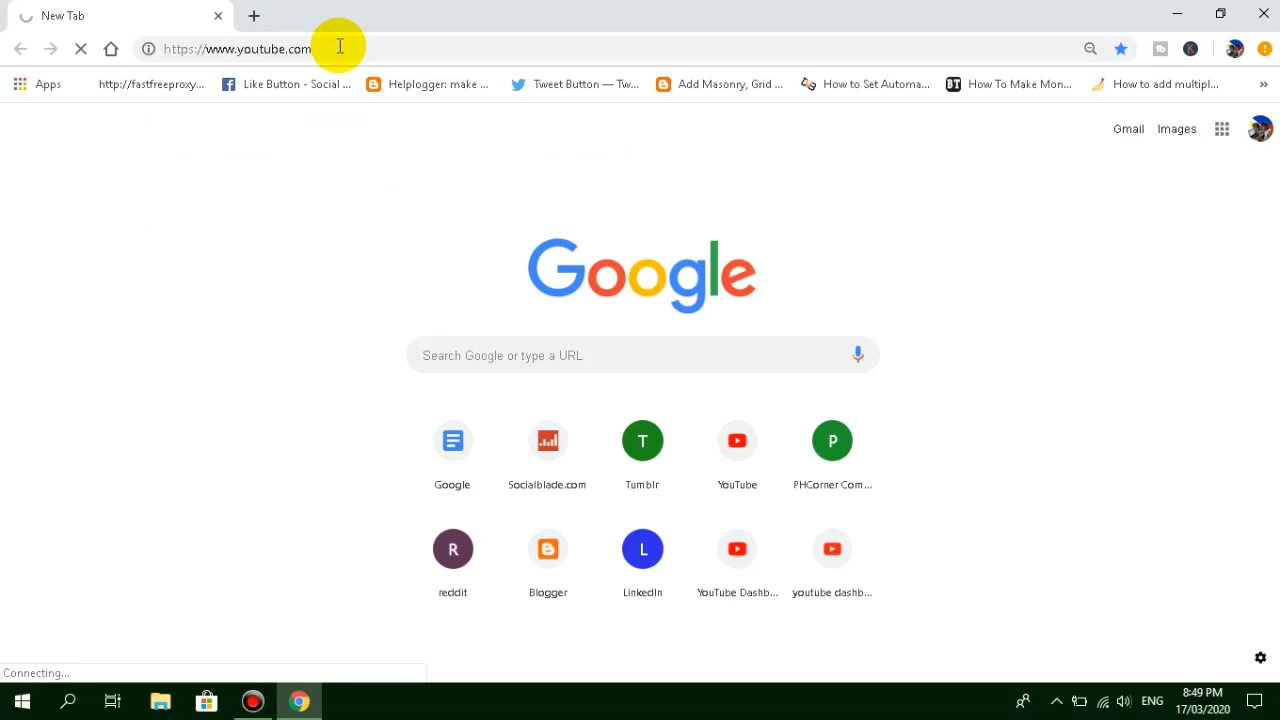 New Tab
https://www.youtube.com
Apps
http://fastfreeproxy...
Like Button - Social ...
Helplogger: make ...
Tweet Button — Tw...
Add Masonry, Grid ...
How to Set Automa...
BT
How To Make Mon...
How to add multipl...
»
Gmail
Images
Google
Search Google or type a URL
T
P
Google
Socialblade.com
Tumblr
YouTube
PHCorner Com...
R
L
reddit
Blogger
LinkedIn
YouTube Dashb...
youtube dashb...
Connecting...
ENG
8:49 PM
17/03/2020